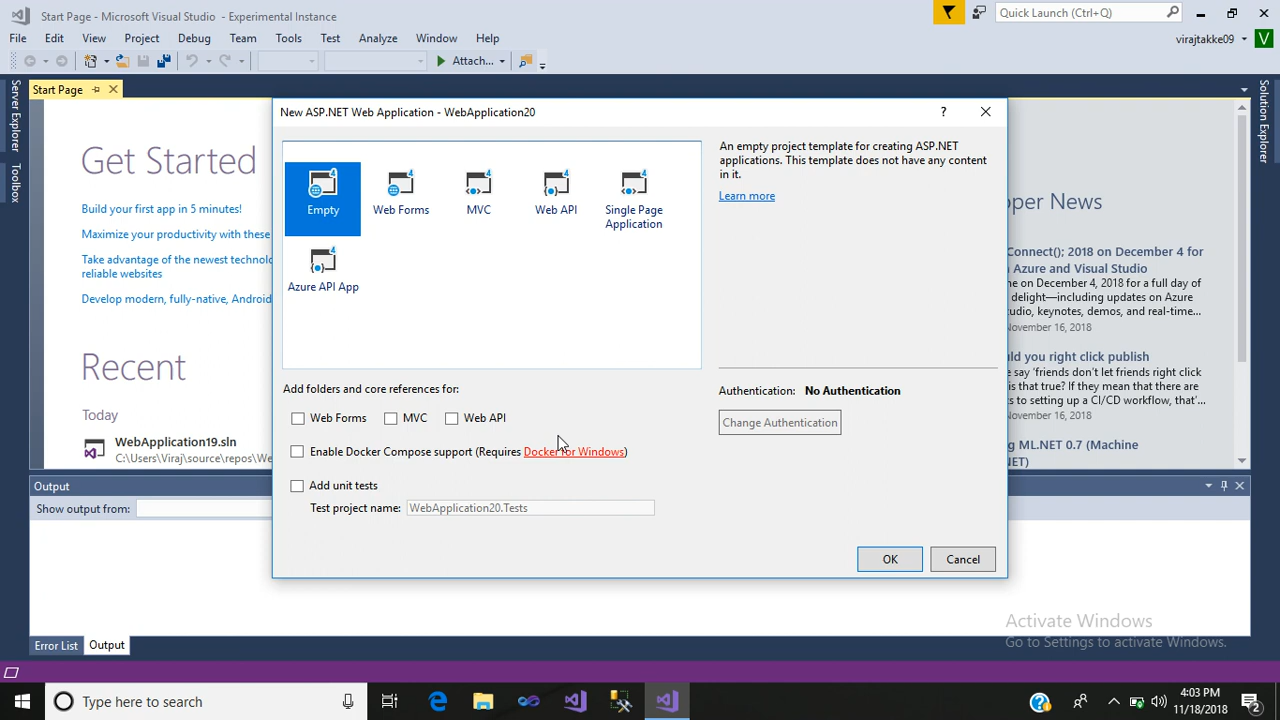 Start Page - Microsoft Visual Studio - Experimental Instance
Quick Launch (Ctrl+Q)
File Edit View Project Debug Team Tools Test Analyze Window Help
virajtakke09 V
Attach...
Server Explorer
Toolbox
Solution Explorer
Start Page
Get Started
Build your first app in 5 minutes!
Maximize your productivity with these
Take advantage of the newest technolo
reliable websites
Develop modern, fully-native, Android
Recent
Today
WebApplication19.sln
C:\Users\Viraj\source\repos\We
New ASP.NET Web Application - WebApplication20
?
Empty
Web Forms
MVC
Web API
Single Page
Application
Azure API App
An empty project template for creating ASP.NET
applications. This template does not have any content
in it.
Learn more
Add folders and core references for:
Web Forms MVC Web API
Enable Docker Compose support (Requires Docker for Windows)
Add unit tests
Test project name: WebApplication20.Tests
Authentication: No Authentication
Change Authentication
OK Cancel
per News
Connect(); 2018 on December 4 for
n Azure and Visual Studio
ne on December 4, 2018 for a full day of
delight—including updates on Azure
tudio, keynotes, demos, and real-time...
November 16, 2018
uld you right click publish
e say 'friends don't let friends right click
is that true? If they mean that there are
s to setting up a CI/CD workflow, that's...
November 16, 2018
ng ML.NET 0.7 (Machine
NET)
Output
Show output from:
Error List Output
Activate Windows
Go to Settings to activate Windows.
Type here to search
4:03 PM
11/18/2018
2